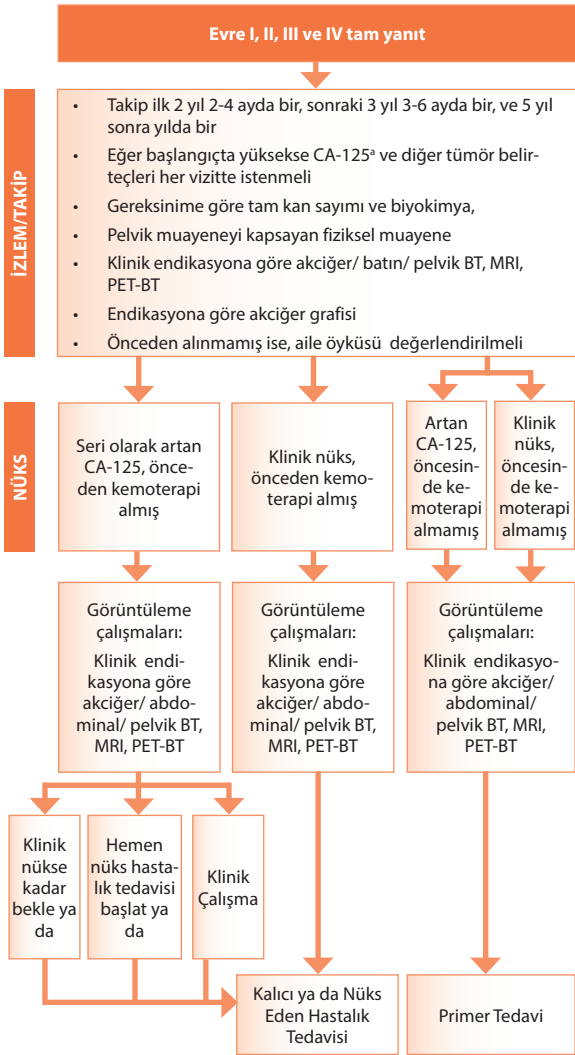 Evre I, II, III ve IV tam yanıt
İZLEM/TAKİP
• Takip ilk 2 yıl 2-4 ayda bir, sonraki 3 yıl 3-6 ayda bir, ve 5 yıl
sonra yılda bir
• Eğer başlangıçta yüksekse CA-125ª ve diğer tümör belir-
teçleri her vizitte istenmeli
• Gereksinime göre tam kan sayımı ve biyokimya,
• Pelvik muayeneyi kapsayan fiziksel muayene
• Klinik endikasyona göre akciğer/ batın/ pelvik BT, MRI,
PET-BT
• Endikasyona göre akciğer grafisi
• Önceden alınmamış ise, aile öyküsü değerlendirilmeli
NÜKS
Seri olarak artan
CA-125, önce-
den kemoterapi
almış
Klinik nüks,
önceden kemo-
terapi almış
Artan
CA-125,
öncesin-
de ke-
moterapi
almamış
Klinik
nüks,
öncesin-
de ke-
moterapi
almamış
Görüntüleme
çalışmaları:
Klinik endi-
kasyona göre
akciğer/ abdo-
minal/ pelvik BT,
MRI, PET-BT
Görüntüleme
çalışmaları:
Klinik endi-
kasyona göre
akciğer/ abdo-
minal/ pelvik BT,
MRI, PET-BT
Görüntüleme
çalışmaları:
Klinik endikasyo-
na göre akciğer/
abdominal/
pelvik BT, MRI,
PET-BT
Klinik
nükse
kadar
bekle ya
da
Hemen
nüks hasta-
lık tedavisi
başlat ya
da
Klinik
Çalışma
Kalıcı ya da Nüks
Eden Hastalık
Tedavisi
Primer Tedavi